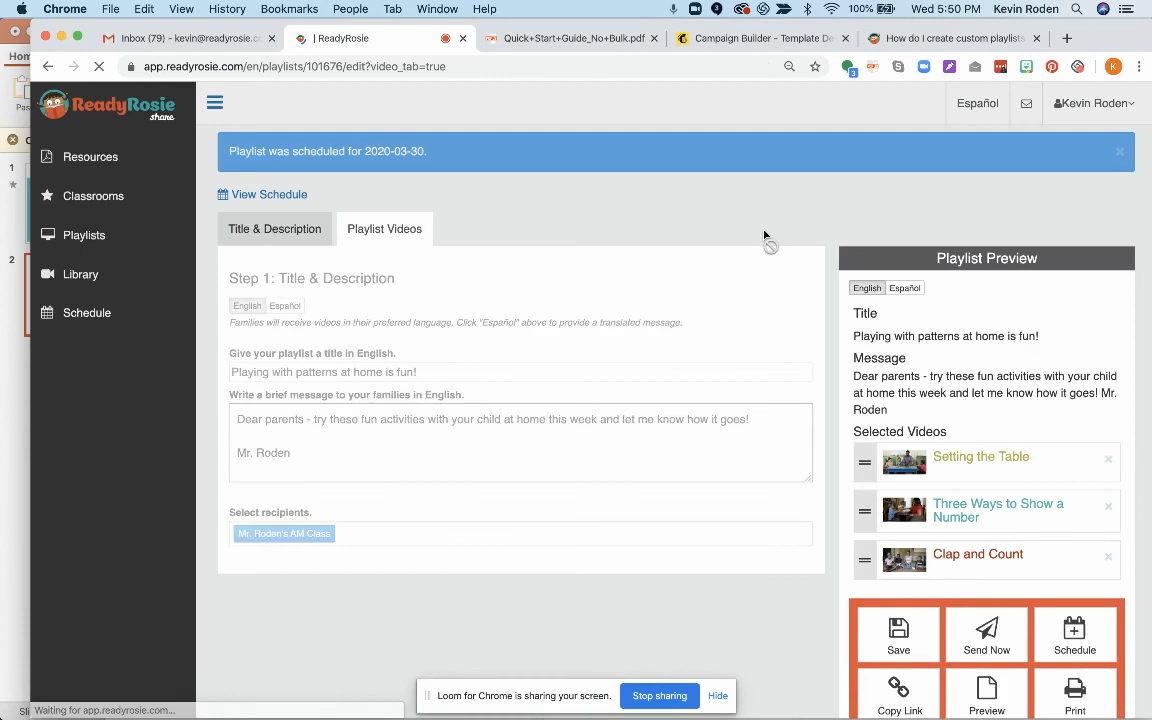 Chrome File Edit View History Bookmarks People Tab Window Help 3 100% Wed 5:50 PM Kevin Roden
Inbox (79) - kevin@readyrosie.c
| ReadyRosie
Quick+Start+Guide_No+Bulk.pdf
Campaign Builder - Template De
How do I create custom playlists
app.readyrosie.com/en/playlists/101676/edit?video_tab=true
3
K
ReadyRosie
share
Español
Kevin Roden
Resources
Classrooms
Playlists
Library
Schedule
Playlist was scheduled for 2020-03-30.
View Schedule
Title & Description
Playlist Videos
Step 1: Title & Description
English Español
Families will receive videos in their preferred language. Click "Español" above to provide a translated message.
Give your playlist a title in English.
Playing with patterns at home is fun!
Write a brief message to your families in English.
Dear parents - try these fun activities with your child at home this week and let me know how it goes!
Mr. Roden
Select recipients.
Mr. Roden's AM Class
Playlist Preview
English Español
Title
Playing with patterns at home is fun!
Message
Dear parents - try these fun activities with your child
at home this week and let me know how it goes! Mr.
Roden
Selected Videos
Setting the Table
Three Ways to Show a
Number
Clap and Count
Save
Send Now
Schedule
Copy Link
Preview
Print
Loom for Chrome is sharing your screen.
Stop sharing
Hide
Waiting for app.readyrosie.com...
1
2